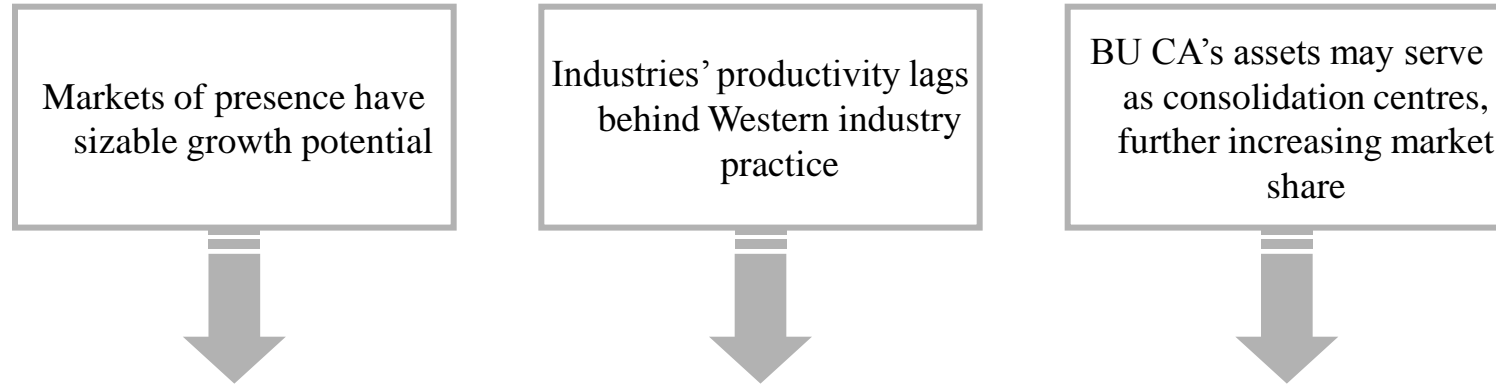 Markets of presence have
sizable growth potential
Industries’ productivity lags
behind Western industry
practice
BU CA’s assets may serve
as consolidation centres,
further increasing market
share